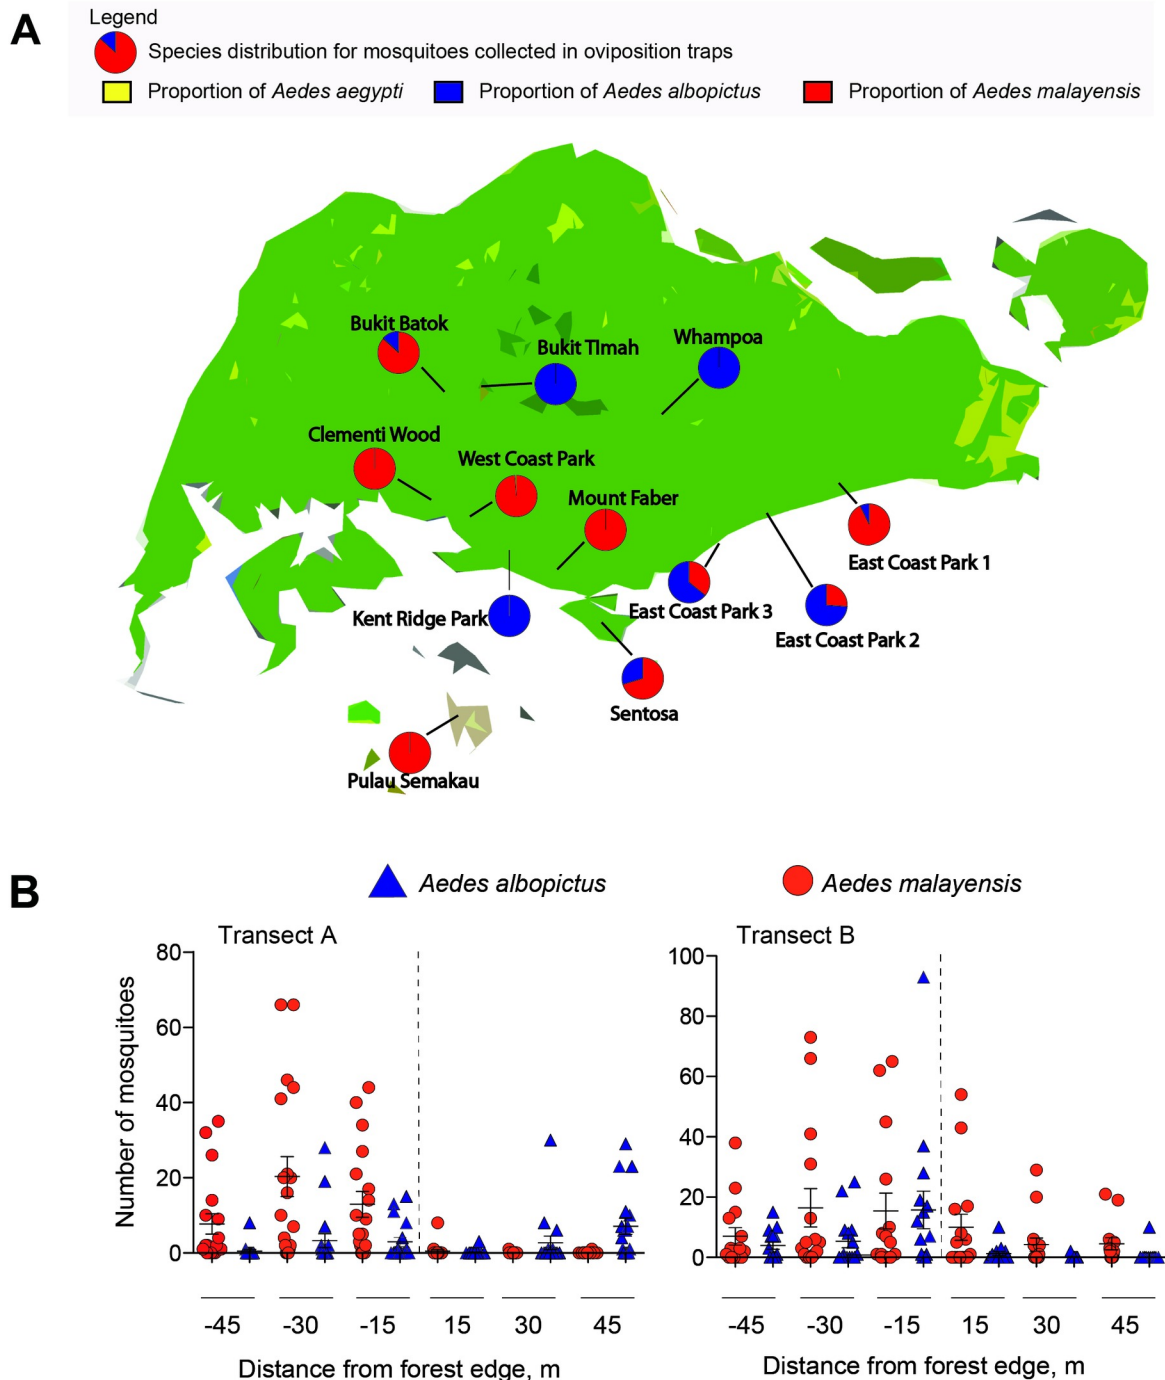 A
Legend
Species distribution for mosquitoes collected in oviposition traps
Proportion of Aedes aegypti
Proportion of Aedes albopictus
Proportion of Aedes malayensis
Bukit Batok
Bukit TImah
Whampoa
Clementi Wood
West Coast Park
Mount Faber
East Coast Park 1
Kent Ridge Park
East Coast Park 3
East Coast Park 2
Sentosa
Pulau Semakau
B
Aedes albopictus
Aedes malayensis
Transect A
Number of mosquitoes
80
60
40
20
0
-45 -30 -15 15 30 45
Distance from forest edge, m
Transect B
100
80
60
40
20
0
-45 -30 -15 15 30 45
Distance from forest edge, m